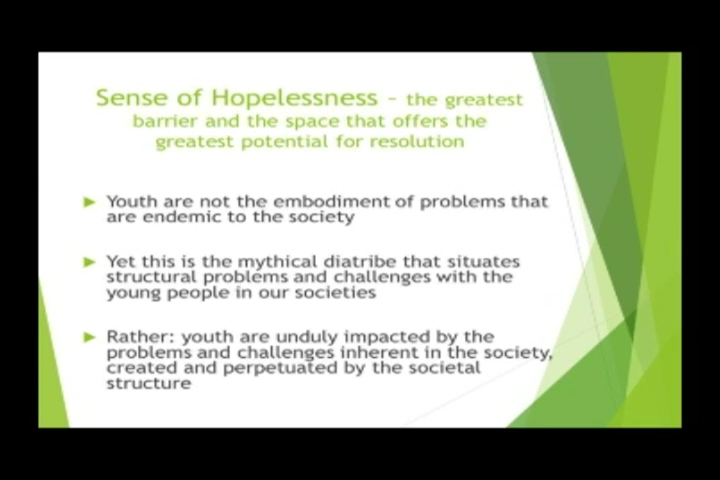 Sense of Hopelessness – the greatest
barrier and the space that offers the
greatest potential for resolution
Youth are not the embodiment of problems that
are endemic to the society
Yet this is the mythical diatribe that situates
structural problems and challenges with the
young people in our societies
Rather: youth are unduly impacted by the
problems and challenges inherent in the society,
created and perpetuated by the societal
structure